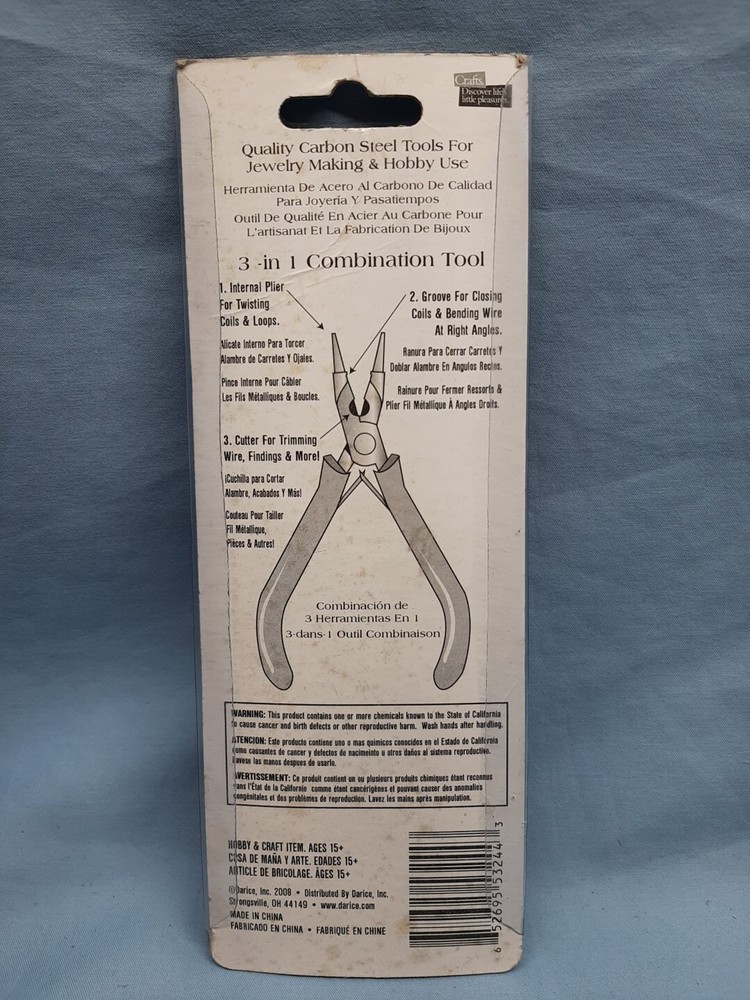 Crafts.
Discover life's
little pleasures.
Quality Carbon Steel Tools For
Jewelry Making & Hobby Use
Herramienta De Acero Al Carbono De Calidad
Para Joyería Y Pasatiempos
Outil De Qualité En Acier Au Carbone Pour
L'artisanat Et La Fabrication De Bijoux
3 -in 1 Combination Tool
1. Internal Plier
For Twisting
Coils & Loops.
Alicate Interno Para Torcer
Alambre de Carretes Y Ojales.
Pince Interne Pour Câbler
Les Fils Métalliques & Boucles.
2. Groove For Closing
Coils & Bending Wire
At Right Angles.
Ranura Para Cerrar Carretes Y
Doblar Alambre En Angulos Rectos.
Rainure Pour Fermer Ressorts &
Plier Fil Métallique À Angles Droits.
3. Cutter For Trimming
Wire, Findings & More!
¡Cuchilla para Cortar
Alambre, Acabados Y Más!
Couteau Pour Tailler
Fil Métallique,
Pièces & Autres!
Combinación de
3 Herramientas En 1
3-dans-1 Outil Combinaison
WARNING: This product contains one or more chemicals known to the State of California
to cause cancer and birth defects or other reproductive harm. Wash hands after handling.
ATENCION: Este producto contiene uno o mas quimicos conocidos en el Estado de California
como causantes de cancer y defectos de nacimiento u otros daños al sistema reproductivo.
Lavese las manos despues de usarlo.
AVERTISSEMENT: Ce produit contient un ou plusieurs produits chimiques étant reconnus
dans l'État de la Californie comme étant cancérigènes et pouvant causer des anomalies
congénitales et des problèmes de reproduction. Lavez les mains après manipulation.
HOBBY & CRAFT ITEM. AGES 15+
COSA DE MAÑA Y ARTE. EDADES 15+
ARTICLE DE BRICOLAGE. ÂGES 15+
©Darice, Inc. 2008 • Distributed By Darice, Inc.
Strongsville, OH 44149 • www.darice.com
MADE IN CHINA
FABRICADO EN CHINA • FABRIQUÉ EN CHINE
6 52695 53244 3